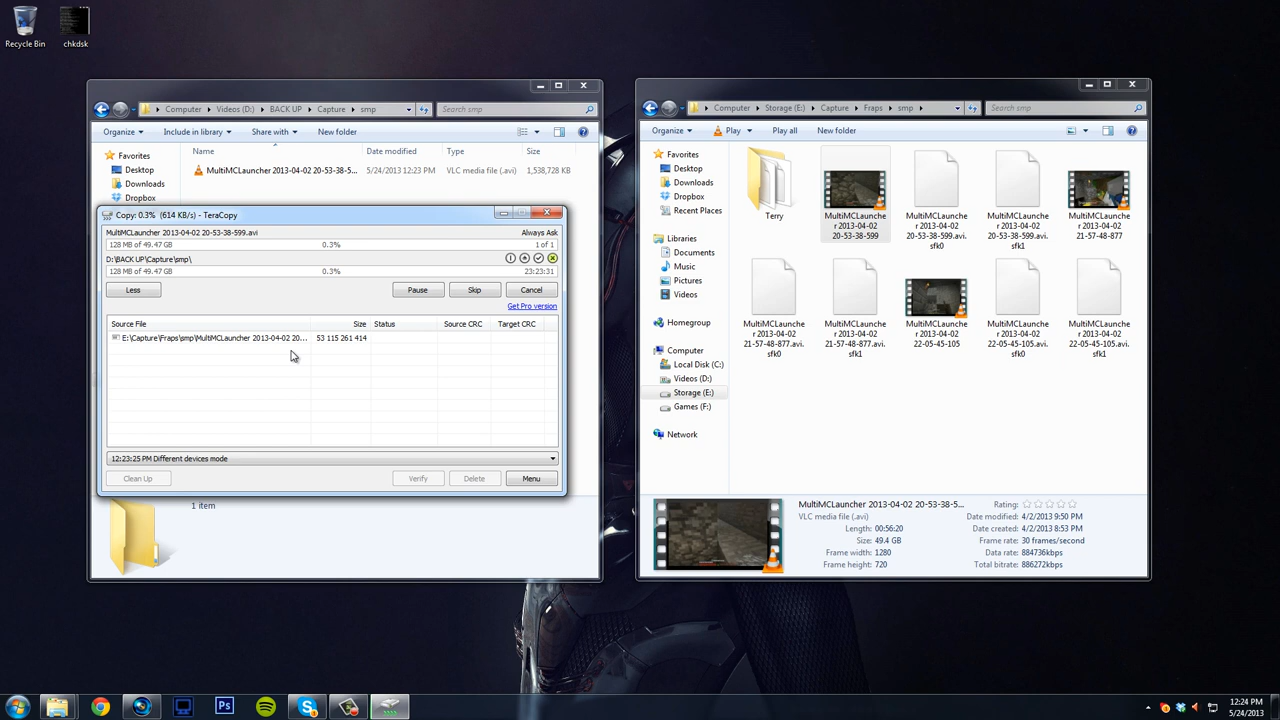 Recycle Bin
chkdsk
Computer Videos (D:) BACK UP Capture smp
Search smp
Organize Include in library Share with New folder
Name Date modified Type Size
MultiMCLauncher 2013-04-02 20-53-38-5... 5/24/2013 12:23 PM VLC media file (.avi) 1,538,728 KB
Favorites
Desktop
Downloads
Dropbox
Copy: 0.3% (614 KB/s) - TeraCopy
MultiMCLauncher 2013-04-02 20-53-38-599.avi Always Ask
128 MB of 49.47 GB 0.3% 1 of 1
D:\BACK UP\Capture\smp\
128 MB of 49.47 GB 0.3% 23:23:31
Less Pause Skip Cancel
Get Pro version
Source File Size Status Source CRC Target CRC
E:\Capture\Fraps\smp\MultiMCLauncher 2013-04-02 20... 53 115 261 414
12:23:25 PM Different devices mode
Clean Up Verify Delete Menu
1 item
Computer Storage (E:) Capture Fraps smp
Search smp
Organize Play Play all New folder
Favorites
Desktop
Downloads
Dropbox
Recent Places
Libraries
Documents
Music
Pictures
Videos
Homegroup
Computer
Local Disk (C:)
Videos (D:)
Storage (E:)
Games (F:)
Network
Terry
MultiMCLaunche
r 2013-04-02
20-53-38-599
MultiMCLaunche
r 2013-04-02
20-53-38-599.avi.
sfk0
MultiMCLaunche
r 2013-04-02
20-53-38-599.avi.
sfk1
MultiMCLaunche
r 2013-04-02
21-57-48-877
MultiMCLaunche
r 2013-04-02
21-57-48-877.avi.
sfk0
MultiMCLaunche
r 2013-04-02
21-57-48-877.avi.
sfk1
MultiMCLaunche
r 2013-04-02
22-05-45-105
MultiMCLaunche
r 2013-04-02
22-05-45-105.avi.
sfk0
MultiMCLaunche
r 2013-04-02
22-05-45-105.avi.
sfk1
MultiMCLauncher 2013-04-02 20-53-38-5... Rating:
VLC media file (.avi) Date modified: 4/2/2013 9:50 PM
Length: 00:56:20 Date created: 4/2/2013 8:53 PM
Size: 49.4 GB Frame rate: 30 frames/second
Frame width: 1280 Data rate: 884736kbps
Frame height: 720 Total bitrate: 886272kbps
Ps
12:24 PM
5/24/2013